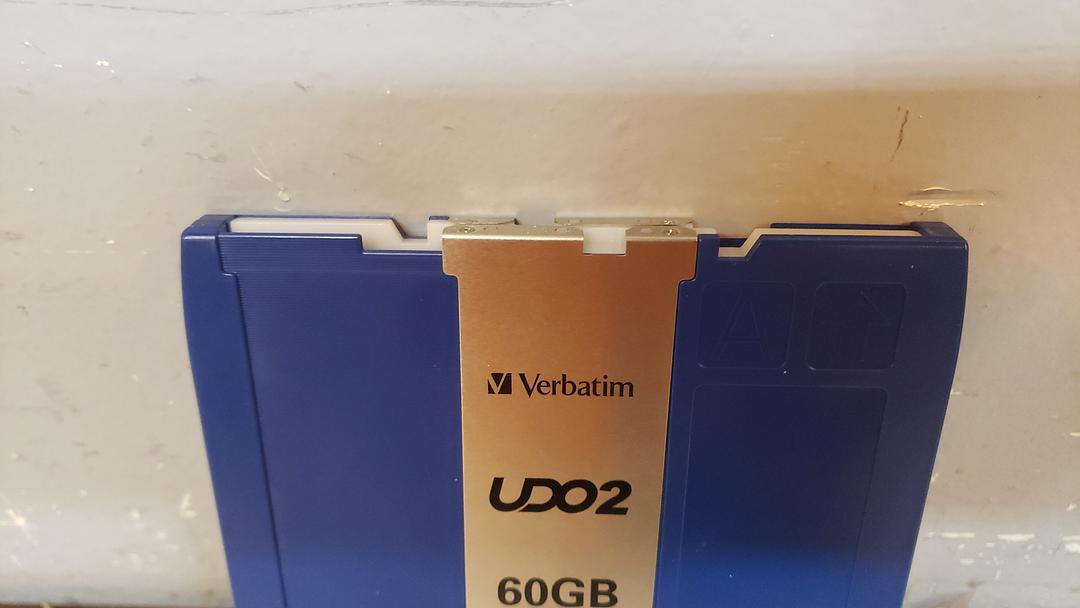 A
Verbatim
UDO2
60GB